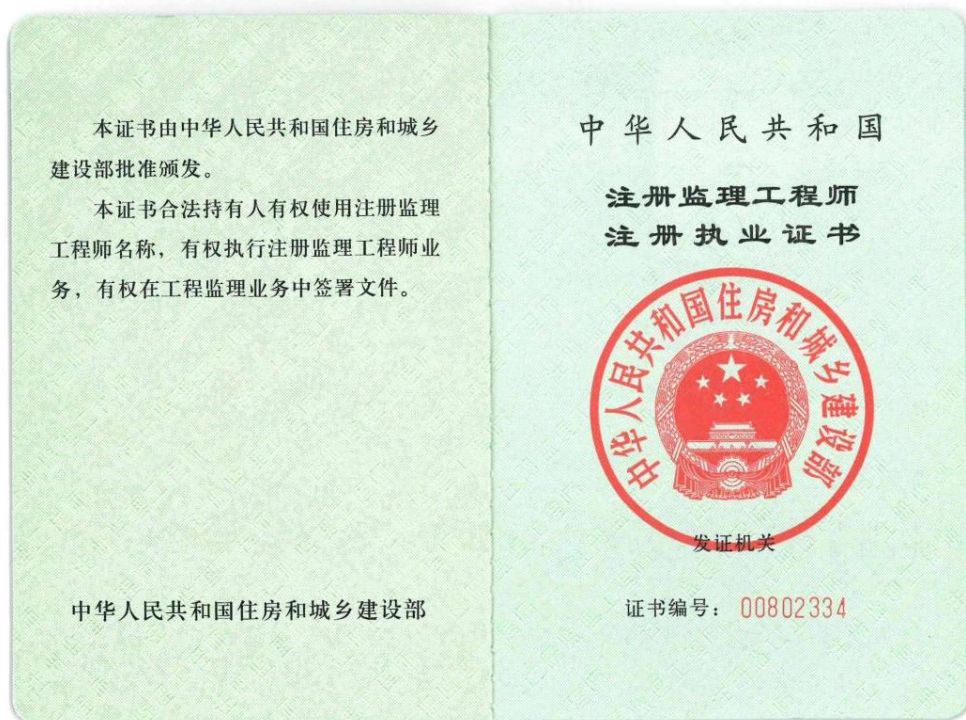 本证书由中华人民共和国住房和城乡
建设部批准颁发。
本证书合法持有人有权使用注册监理
工程师名称，有权执行注册监理工程师业
务，有权在工程监理业务中签署文件。
中华人民共和国住房和城乡建设部
中华人民共和国
注册监理工程师
注册执业证书
中华人民共和国住房和城乡建设部
发证机关
证书编号：00802334